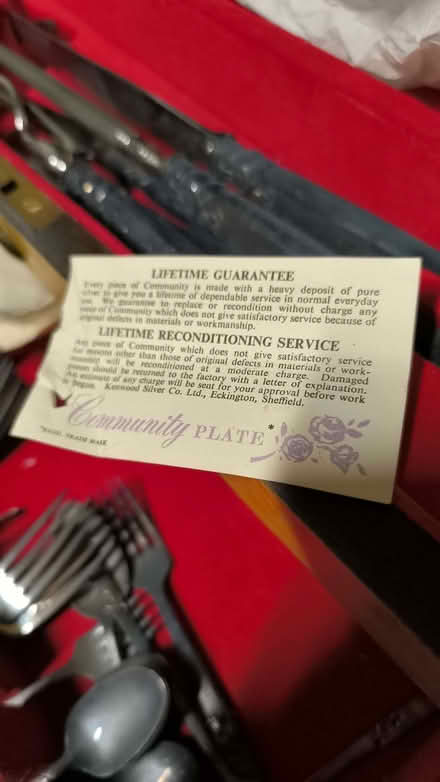 LIFETIME GUARANTEE
Every piece of Community is made with a heavy deposit of pure
silver to give you a lifetime of dependable service in normal everyday
use. We guarantee to replace or recondition without charge any
piece of Community which does not give satisfactory service because of
original defects in materials or workmanship.
LIFETIME RECONDITIONING SERVICE
Any piece of Community which does not give satisfactory service
for reasons other than those of original defects in materials or work-
manship will be reconditioned at a moderate charge. Damaged
pieces should be returned to the factory with a letter of explanation.
An estimate of any charge will be sent for your approval before work
is begun. Kenwood Silver Co. Ltd., Eckington, Sheffield.
Community PLATE*
TRADE MARK